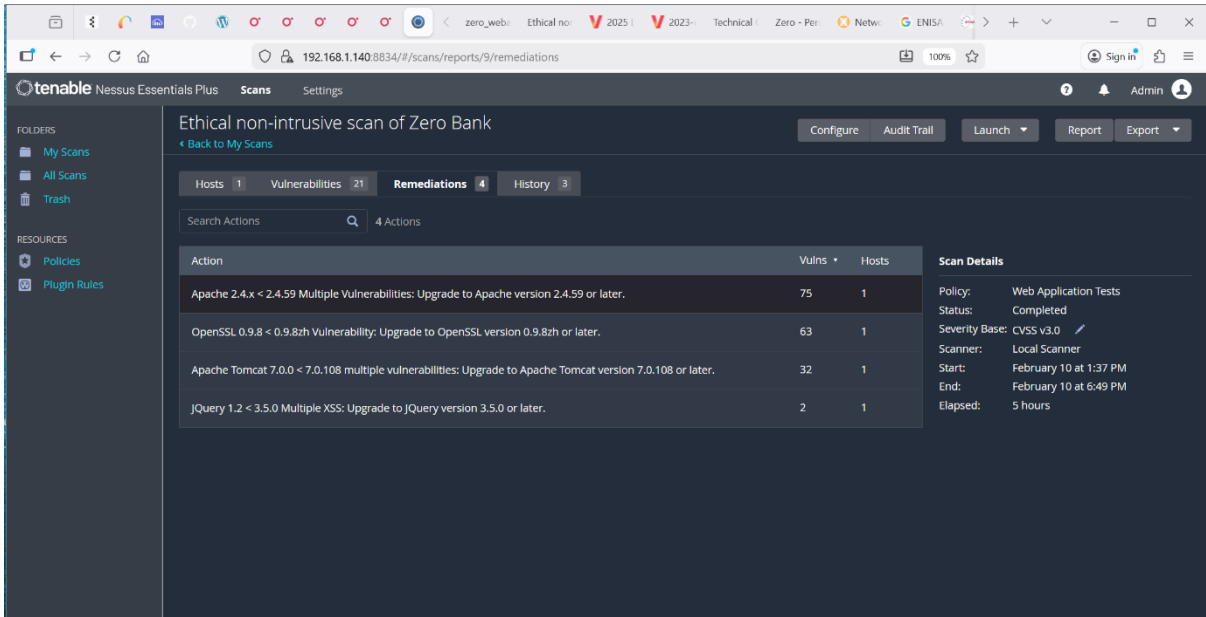 zero_weba
Ethical nor
2025 l
2023-
Technical
Zero - Per
Netwo
ENISA
192.168.1.140:8834/#/scans/reports/9/remediations
100%
Sign in
tenable Nessus Essentials Plus
Scans
Settings
Admin
FOLDERS
My Scans
All Scans
Trash
RESOURCES
Policies
Plugin Rules
Ethical non-intrusive scan of Zero Bank
Back to My Scans
Configure
Audit Trail
Launch
Report
Export
Hosts 1
Vulnerabilities 21
Remediations 4
History 3
Search Actions
4 Actions
Action Vulns Hosts
Apache 2.4.x < 2.4.59 Multiple Vulnerabilities: Upgrade to Apache version 2.4.59 or later. 75 1
OpenSSL 0.9.8 < 0.9.8zh Vulnerability: Upgrade to OpenSSL version 0.9.8zh or later. 63 1
Apache Tomcat 7.0.0 < 7.0.108 multiple vulnerabilities: Upgrade to Apache Tomcat version 7.0.108 or later. 32 1
JQuery 1.2 < 3.5.0 Multiple XSS: Upgrade to JQuery version 3.5.0 or later. 2 1
Scan Details
Policy: Web Application Tests
Status: Completed
Severity Base: CVSS v3.0
Scanner: Local Scanner
Start: February 10 at 1:37 PM
End: February 10 at 6:49 PM
Elapsed: 5 hours